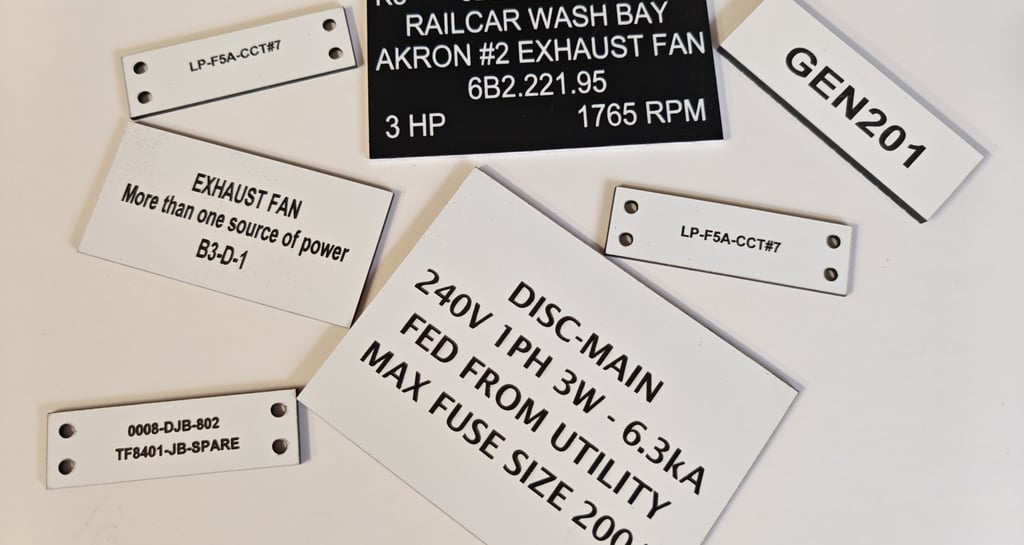 LP-F5A-CCT#7
RAILCAR WASH BAY
AKRON #2 EXHAUST FAN
6B2.221.95
3 HP 1765 RPM
GEN201
EXHAUST FAN
More than one source of power
B3-D-1
LP-F5A-CCT#7
DISC-MAIN
240V 1PH 3W - 6.3kA
FED FROM UTILITY
MAX FUSE SIZE 200
0008-DJB-802
TF8401-JB-SPARE